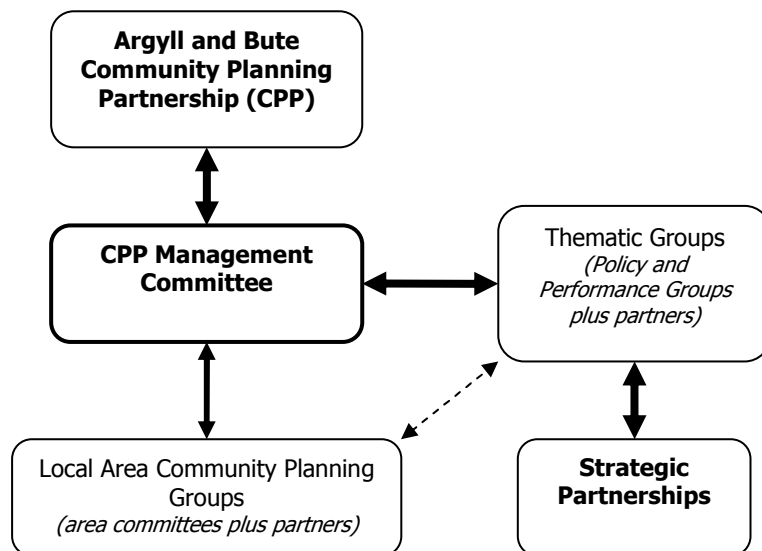 Argyll and Bute
Community Planning
Partnership (CPP)
CPP Management
Committee
Thematic Groups
(Policy and
Performance Groups
plus partners)
Local Area Community Planning
Groups
(area committees plus partners)
Strategic
Partnerships